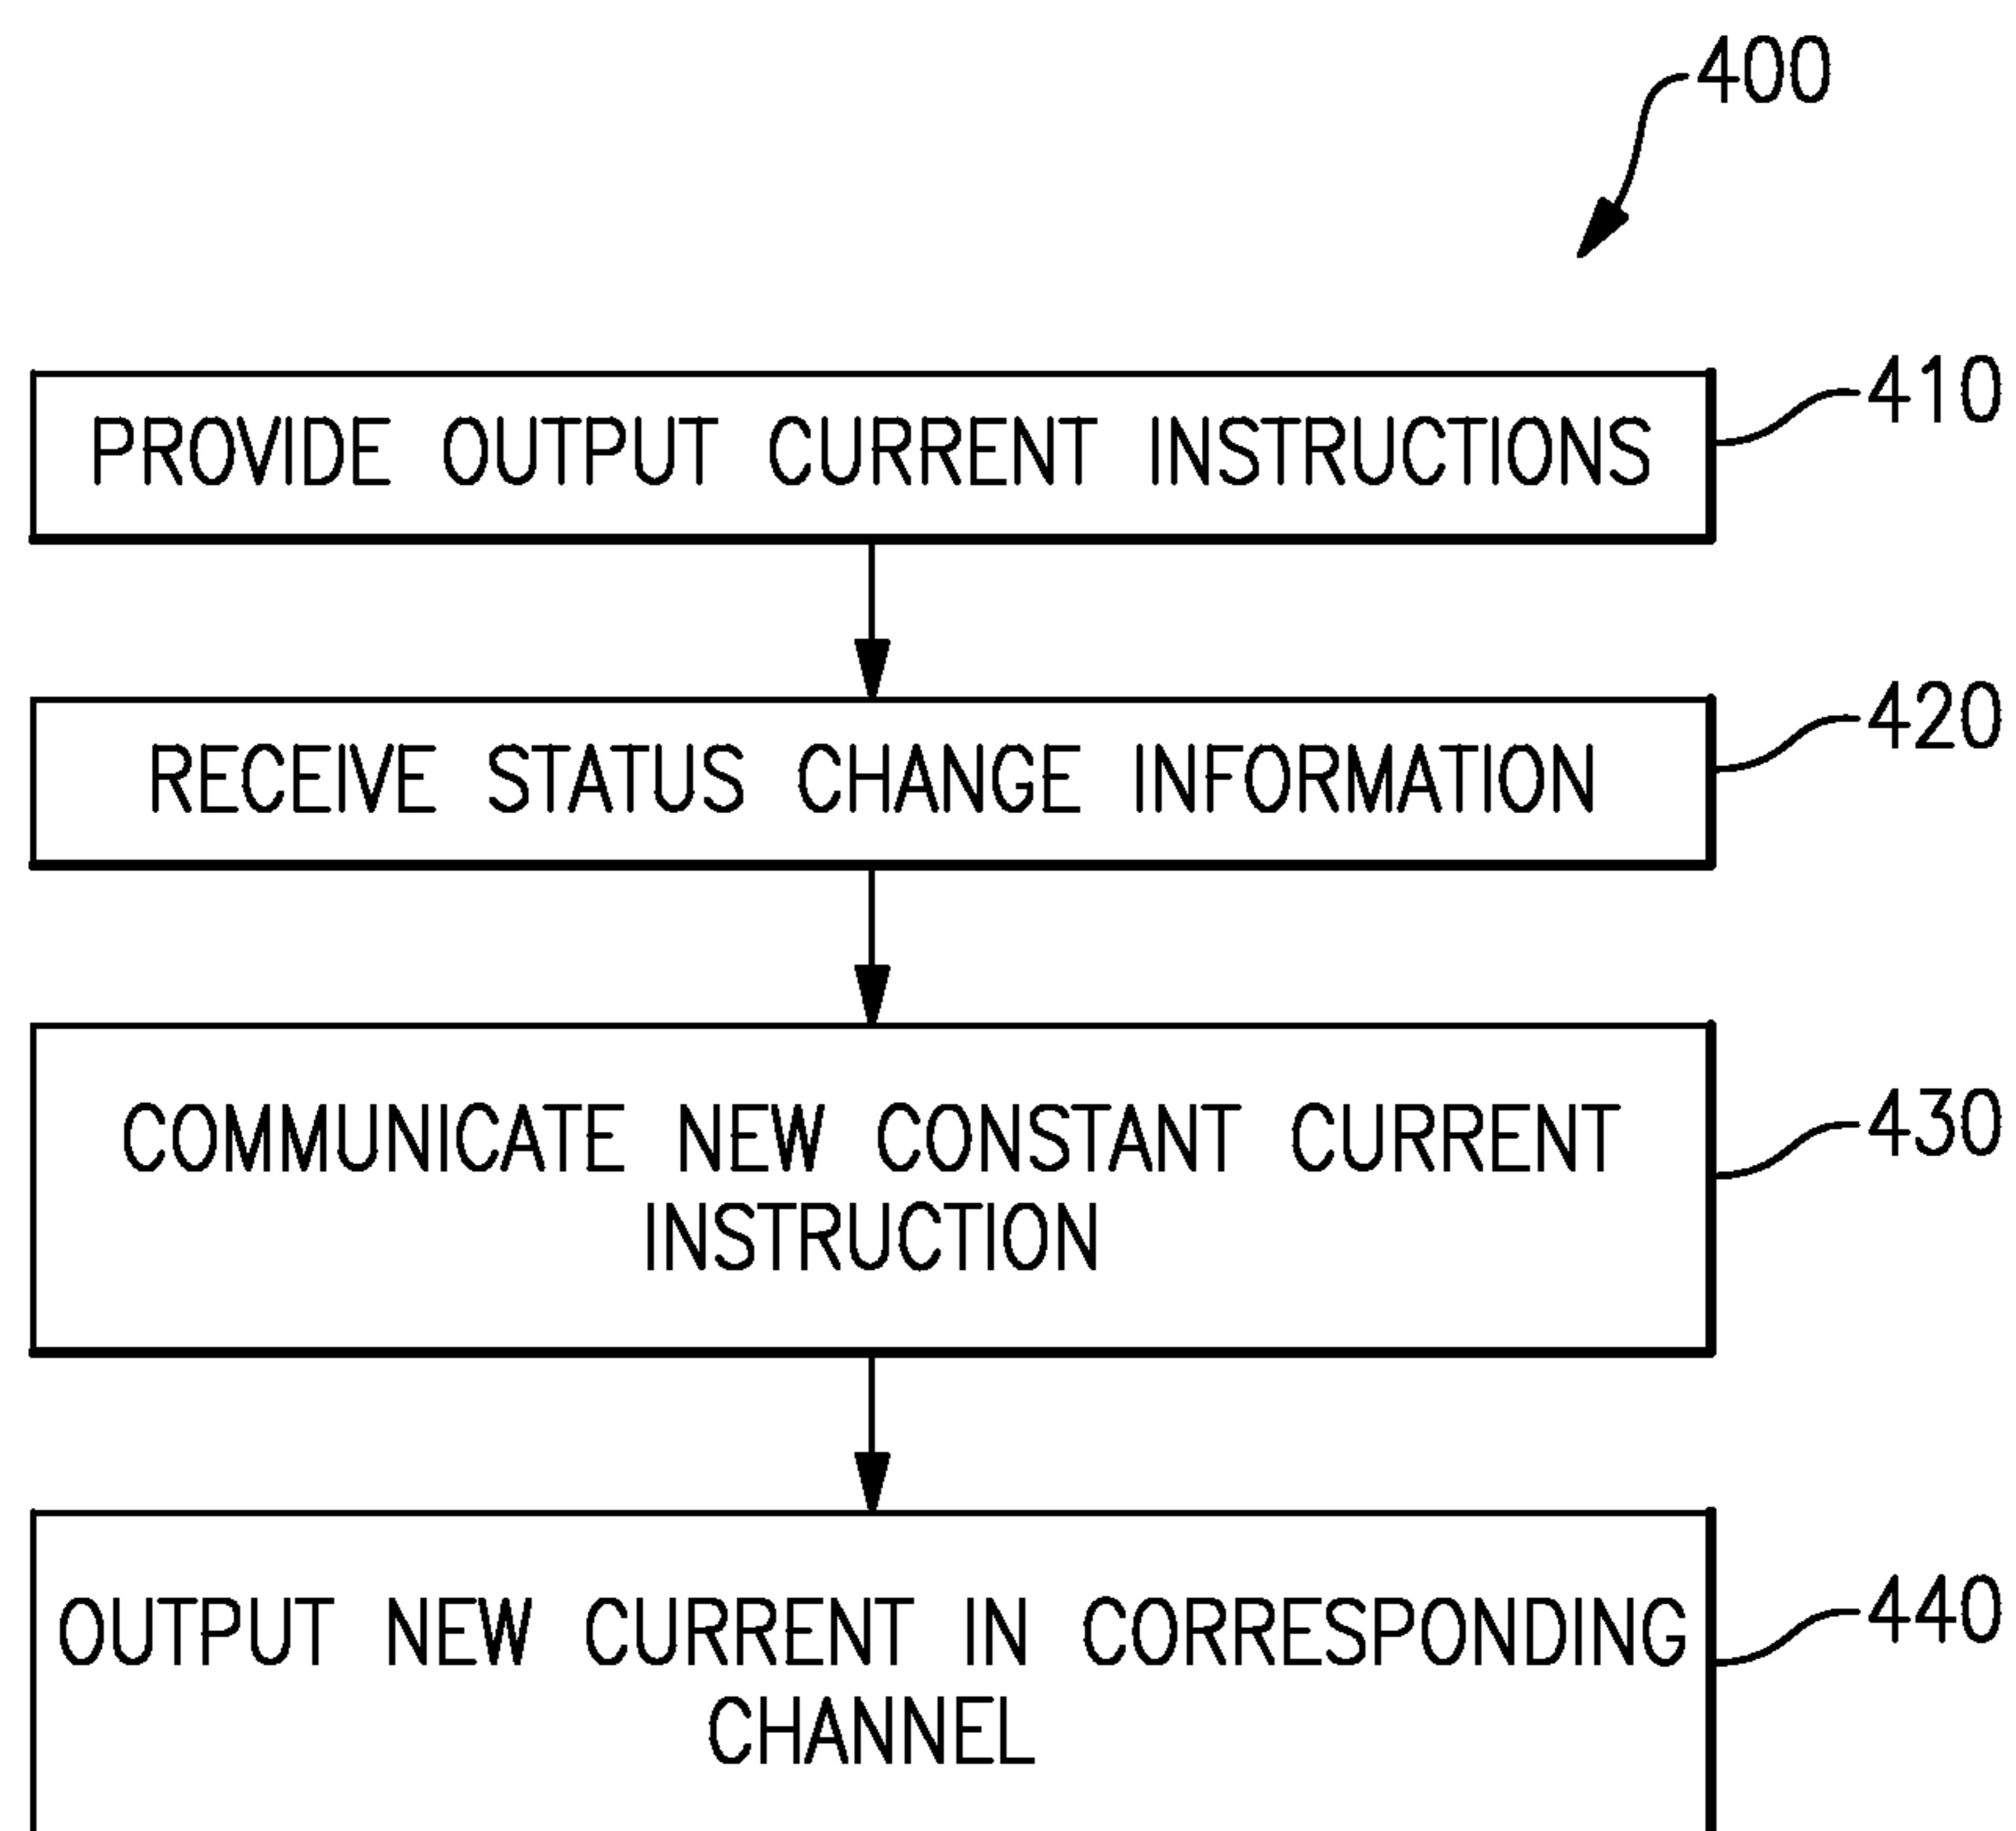 400
PROVIDE OUTPUT CURRENT INSTRUCTIONS
410
RECEIVE STATUS CHANGE INFORMATION
420
COMMUNICATE NEW CONSTANT CURRENT
INSTRUCTION
430
OUTPUT NEW CURRENT IN CORRESPONDING
CHANNEL
440